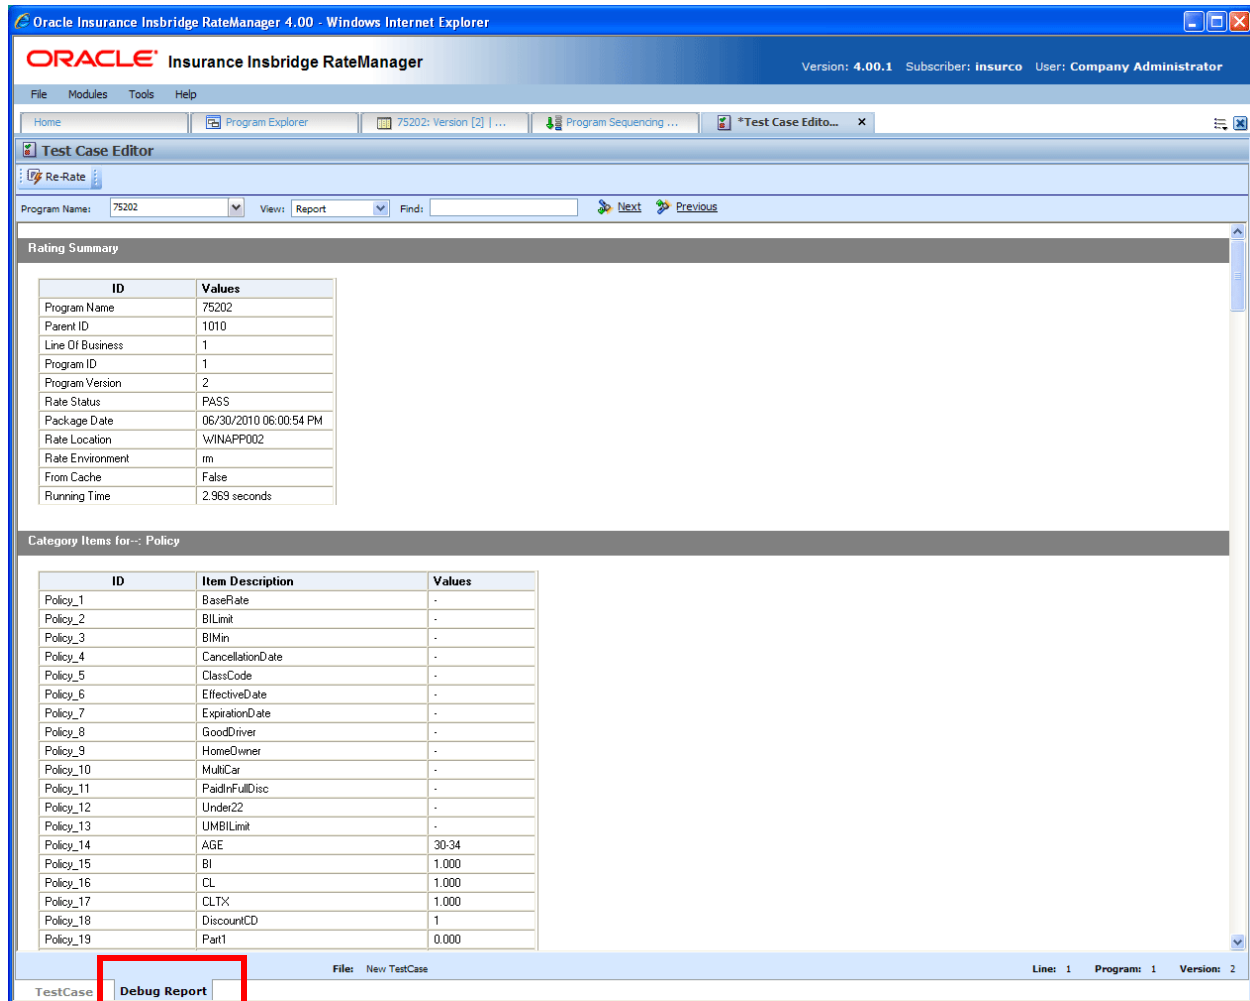 Oracle Insurance Insbridge RateManager 4.00 - Windows Internet Explorer
ORACLE Insurance Insbridge RateManager
Version: 4.00.1 Subscriber: insurco User: Company Administrator
File Modules Tools Help
Home Program Explorer 75202: Version [2] | ... Program Sequencing ... *Test Case Edito... x
Test Case Editor
Re-Rate
Program Name: 75202 View: Report Find: Next Previous
Rating Summary
ID Values
Program Name 75202
Parent ID 1010
Line Of Business 1
Program ID 1
Program Version 2
Rate Status PASS
Package Date 06/30/2010 06:00:54 PM
Rate Location WINAPP002
Rate Environment rm
From Cache False
Running Time 2.969 seconds
Category Items for--: Policy
ID Item Description Values
Policy_1 BaseRate -
Policy_2 BILimit -
Policy_3 BIMin -
Policy_4 CancellationDate -
Policy_5 ClassCode -
Policy_6 EffectiveDate -
Policy_7 ExpirationDate -
Policy_8 GoodDriver -
Policy_9 HomeOwner -
Policy_10 MultiCar -
Policy_11 PaidInFullDisc -
Policy_12 Under22 -
Policy_13 UMBILimit -
Policy_14 AGE 30-34
Policy_15 BI 1.000
Policy_16 CL 1.000
Policy_17 CLTX 1.000
Policy_18 DiscountCD 1
Policy_19 Part1 0.000
File: New TestCase Line: 1 Program: 1 Version: 2
TestCase Debug Report